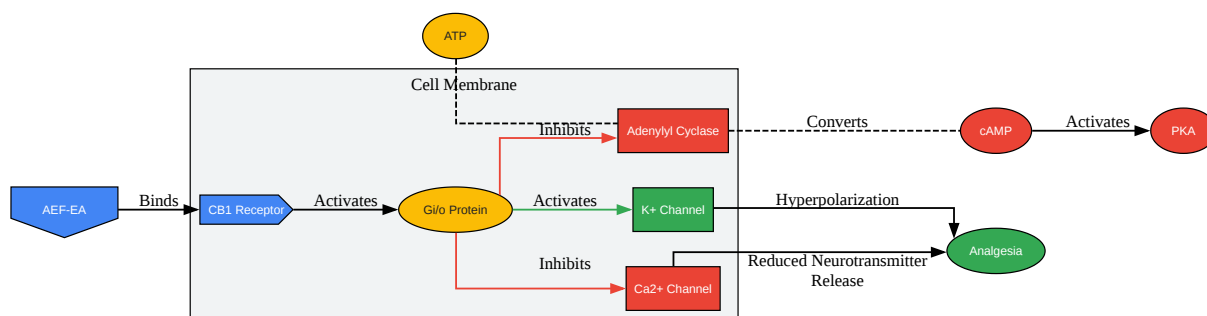 ATP
Cell Membrane
Inhibits
Adenylyl Cyclase
Converts
cAMP
Activates
PKA
AEF-EA
Binds
CB1 Receptor
Activates
Gi/o Protein
Activates
K+ Channel
Hyperpolarization
Analgesia
Inhibits
Ca2+ Channel
Reduced Neurotransmitter
Release